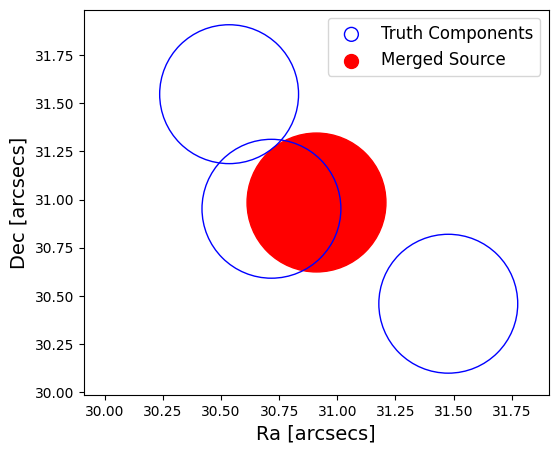 Truth Components
Merged Source
Dec [arcsecs]
31.75
31.50
31.25
31.00
30.75
30.50
30.25
30.00
30.00 30.25 30.50 30.75 31.00 31.25 31.50 31.75
Ra [arcsecs]